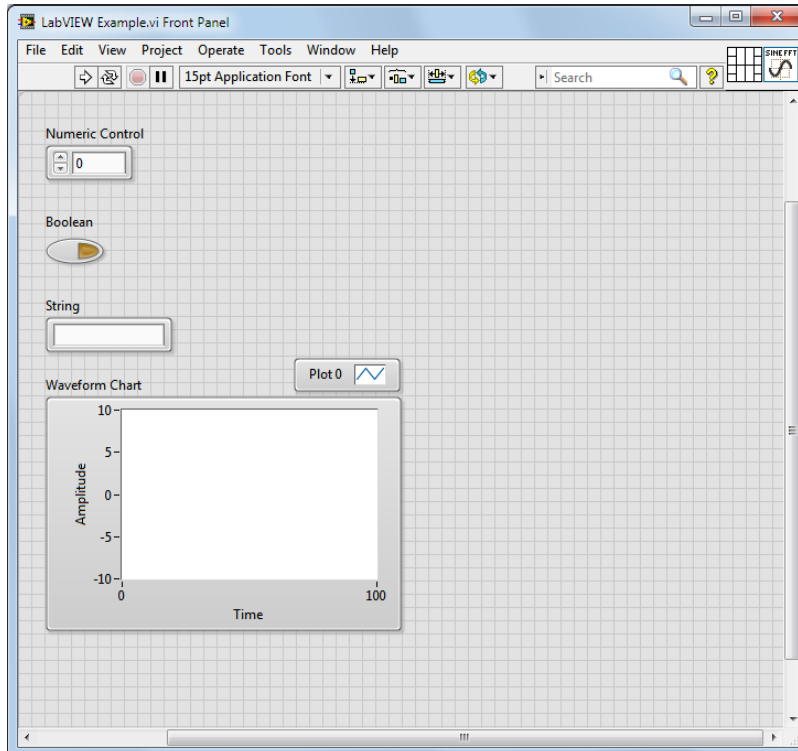 LabVIEW Example.vi Front Panel
File Edit View Project Operate Tools Window Help
15pt Application Font Search ?
SINE FFT
Numeric Control
0
Boolean
String
Plot 0
Waveform Chart
10
5
0
-5
-10
Amplitude
0 100
Time